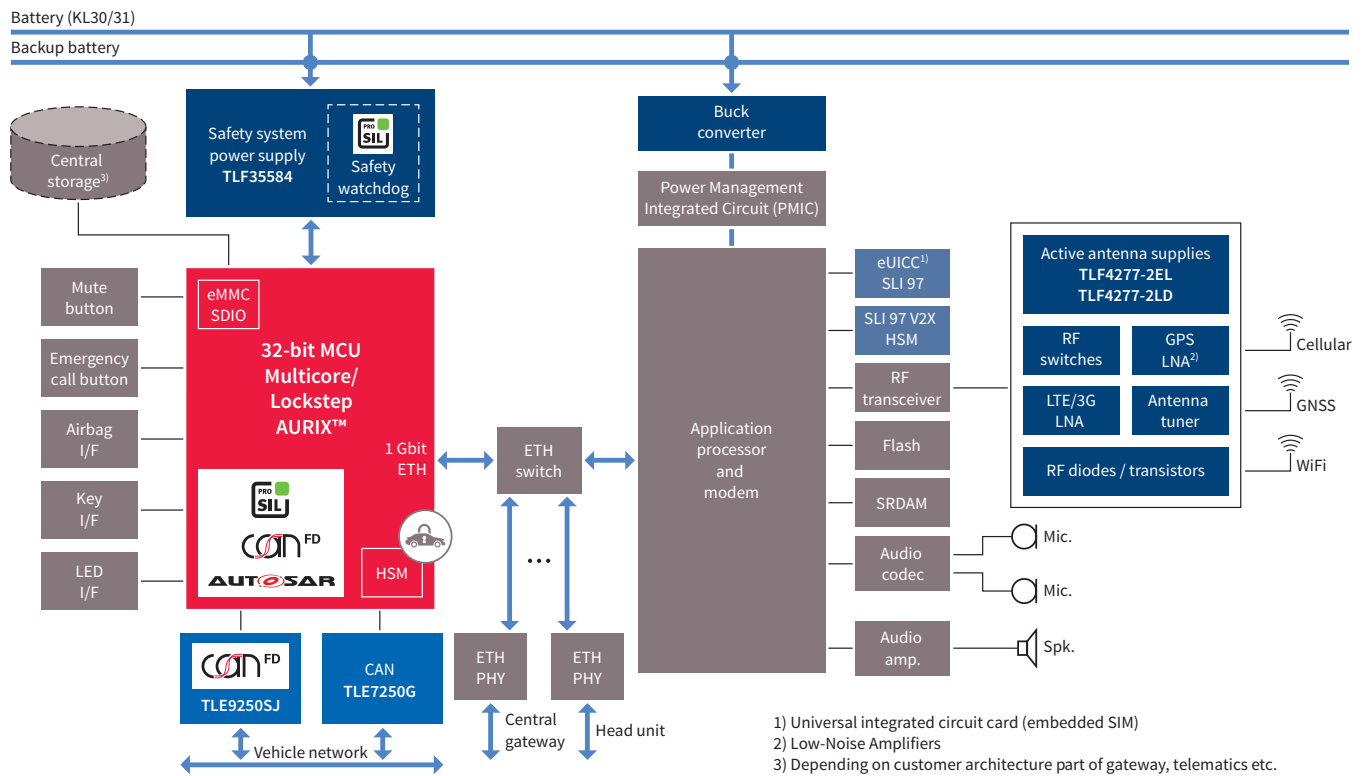 Battery (KL30/31)
Backup battery
Central
storage3)
Safety system
power supply
TLF35584
PRO
SIL
Safety
watchdog
Buck
converter
Power Management
Integrated Circuit (PMIC)
Mute
button
Emergency
call button
Airbag
I/F
Key
I/F
LED
I/F
eMMC
SDIO
32-bit MCU
Multicore/
Lockstep
AURIX™
1 Gbit
ETH
PRO
SIL
CAN FD
AUTOSAR
HSM
CAN FD
TLE9250SJ
CAN
TLE7250G
Vehicle network
ETH
switch
...
ETH
PHY
ETH
PHY
Central
gateway
Head unit
Application
processor
and
modem
eUICC1)
SLI 97
SLI 97 V2X
HSM
RF
transceiver
Flash
SRDAM
Audio
codec
Audio
amp.
Mic.
Mic.
Spk.
Active antenna supplies
TLF4277-2EL
TLF4277-2LD
RF
switches
GPS
LNA2)
LTE/3G
LNA
Antenna
tuner
RF diodes / transistors
Cellular
GNSS
WiFi
1) Universal integrated circuit card (embedded SIM)
2) Low-Noise Amplifiers
3) Depending on customer architecture part of gateway, telematics etc.